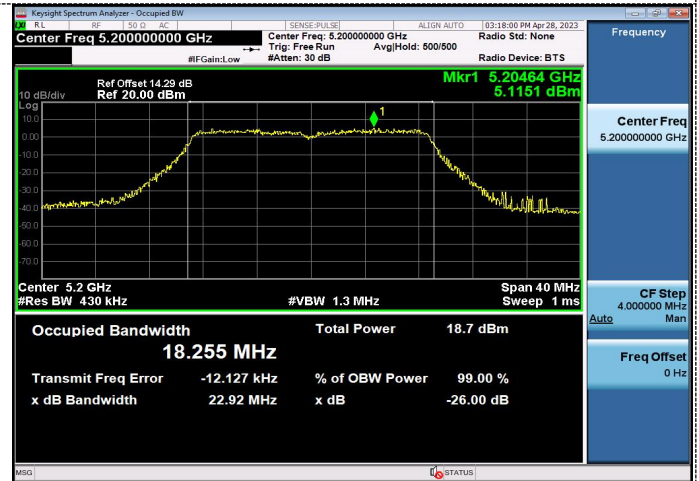 Keysight Spectrum Analyzer - Occupied BW
RL RF 50 Ω AC SENSE:PULSE ALIGN AUTO 03:18:00 PM Apr 28, 2023
Center Freq 5.200000000 GHz
Center Freq: 5.200000000 GHz Radio Std: None
Trig: Free Run Avg|Hold: 500/500
#IFGain:Low #Atten: 30 dB Radio Device: BTS
Frequency
Mkr1 5.20464 GHz
5.1151 dBm
Ref Offset 14.29 dB
10 dB/div Ref 20.00 dBm
Log
1
10.0
0.00
-10.0
-20.0
-30.0
-40.0
-50.0
-60.0
-70.0
Center 5.2 GHz Span 40 MHz
#Res BW 430 kHz #VBW 1.3 MHz Sweep 1 ms
Center Freq
5.200000000 GHz
CF Step
4.000000 MHz
Auto Man
Freq Offset
0 Hz
Occupied Bandwidth Total Power 18.7 dBm
18.255 MHz
Transmit Freq Error -12.127 kHz % of OBW Power 99.00 %
x dB Bandwidth 22.92 MHz x dB -26.00 dB
MSG STATUS